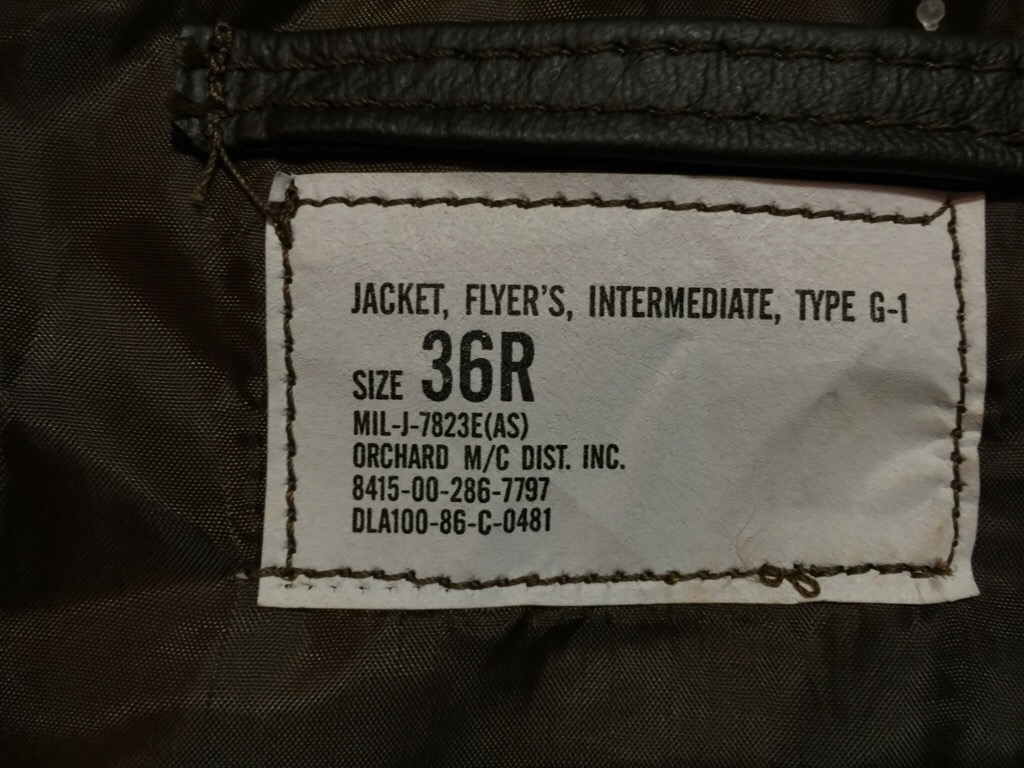 JACKET, FLYER'S, INTERMEDIATE, TYPE G-1
SIZE 36R
MIL-J-7823E(AS)
ORCHARD M/C DIST. INC.
8415-00-286-7797
DLA100-86-C-0481